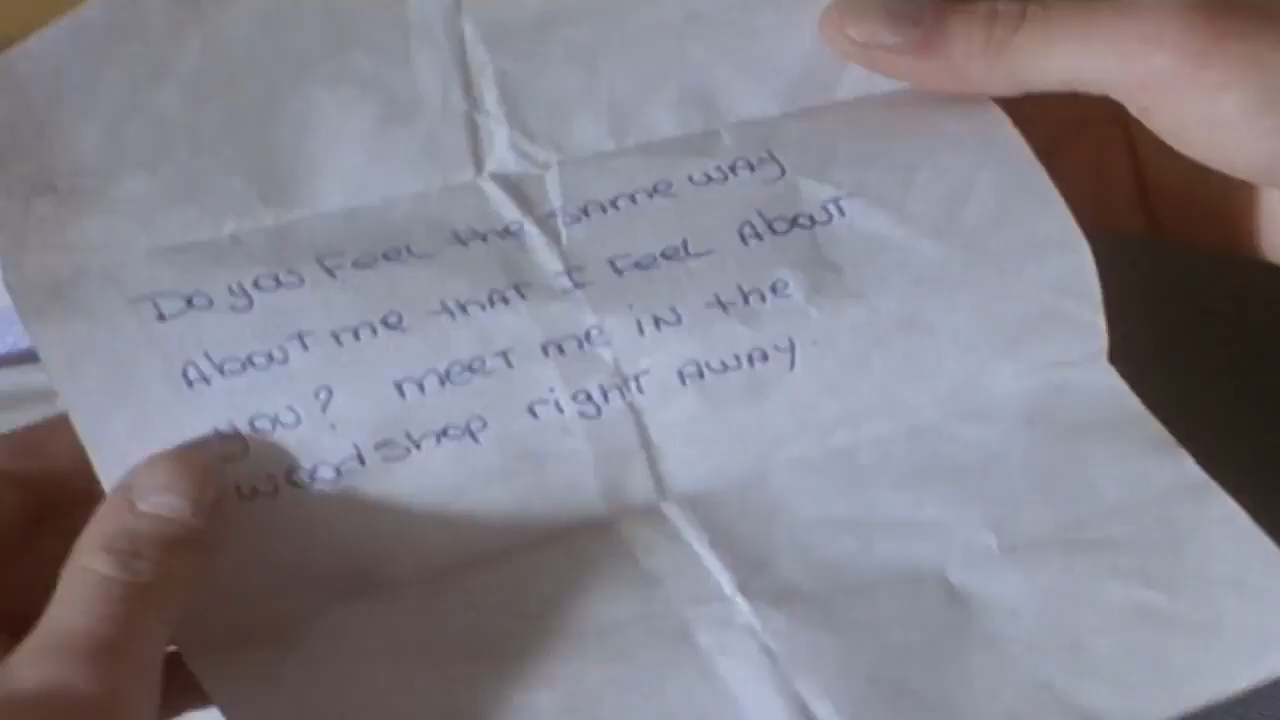 Do you Feel the same wAy
About me thAT I Feel About
you? meet me iN the
woodshop right AwAy.